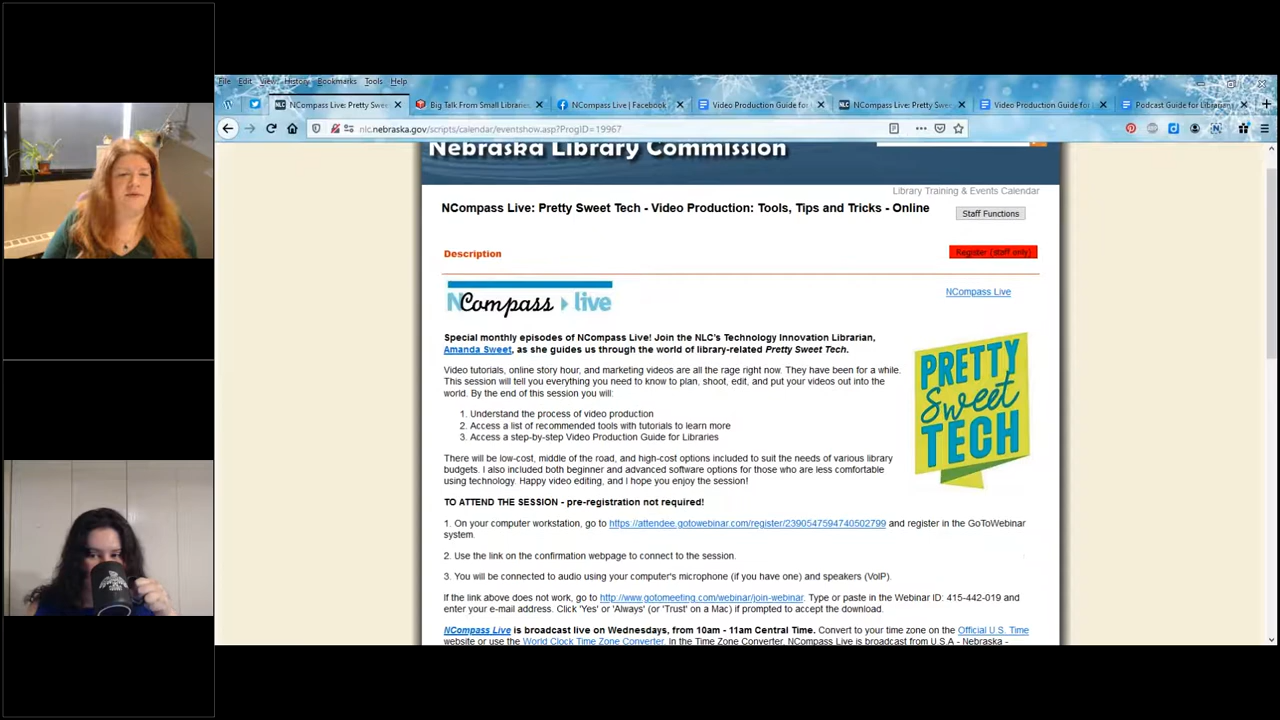 File Edit View History Bookmarks Tools Help
NLC NCompass Live: Pretty Swee
Big Talk From Small Libraries
NCompass Live | Facebook
Video Production Guide for
NLC NCompass Live: Pretty Swe
Video Production Guide for
Podcast Guide for Librarians
nlc.nebraska.gov/scripts/calendar/eventshow.asp?ProgID=19967
Nebraska Library Commission
Library Training & Events Calendar
NCompass Live: Pretty Sweet Tech - Video Production: Tools, Tips and Tricks - Online
Staff Functions
Description
Register (staff only)
NCompass live
NCompass Live
Special monthly episodes of NCompass Live! Join the NLC's Technology Innovation Librarian,
Amanda Sweet, as she guides us through the world of library-related Pretty Sweet Tech.
PRETTY
Sweet
TECH
Video tutorials, online story hour, and marketing videos are all the rage right now. They have been for a while.
This session will tell you everything you need to know to plan, shoot, edit, and put your videos out into the
world. By the end of this session you will:
1. Understand the process of video production
2. Access a list of recommended tools with tutorials to learn more
3. Access a step-by-step Video Production Guide for Libraries
There will be low-cost, middle of the road, and high-cost options included to suit the needs of various library
budgets. I also included both beginner and advanced software options for those who are less comfortable
using technology. Happy video editing, and I hope you enjoy the session!
TO ATTEND THE SESSION - pre-registration not required!
1. On your computer workstation, go to https://attendee.gotowebinar.com/register/2390547594740502799 and register in the GoToWebinar
system.
2. Use the link on the confirmation webpage to connect to the session.
3. You will be connected to audio using your computer's microphone (if you have one) and speakers (VoIP).
If the link above does not work, go to http://www.gotomeeting.com/webinar/join-webinar. Type or paste in the Webinar ID: 415-442-019 and
enter your e-mail address. Click 'Yes' or 'Always' (or 'Trust' on a Mac) if prompted to accept the download.
NCompass Live is broadcast live on Wednesdays, from 10am - 11am Central Time. Convert to your time zone on the Official U.S. Time
website or use the World Clock Time Zone Converter. In the Time Zone Converter, NCompass Live is broadcast from U.S.A - Nebraska -